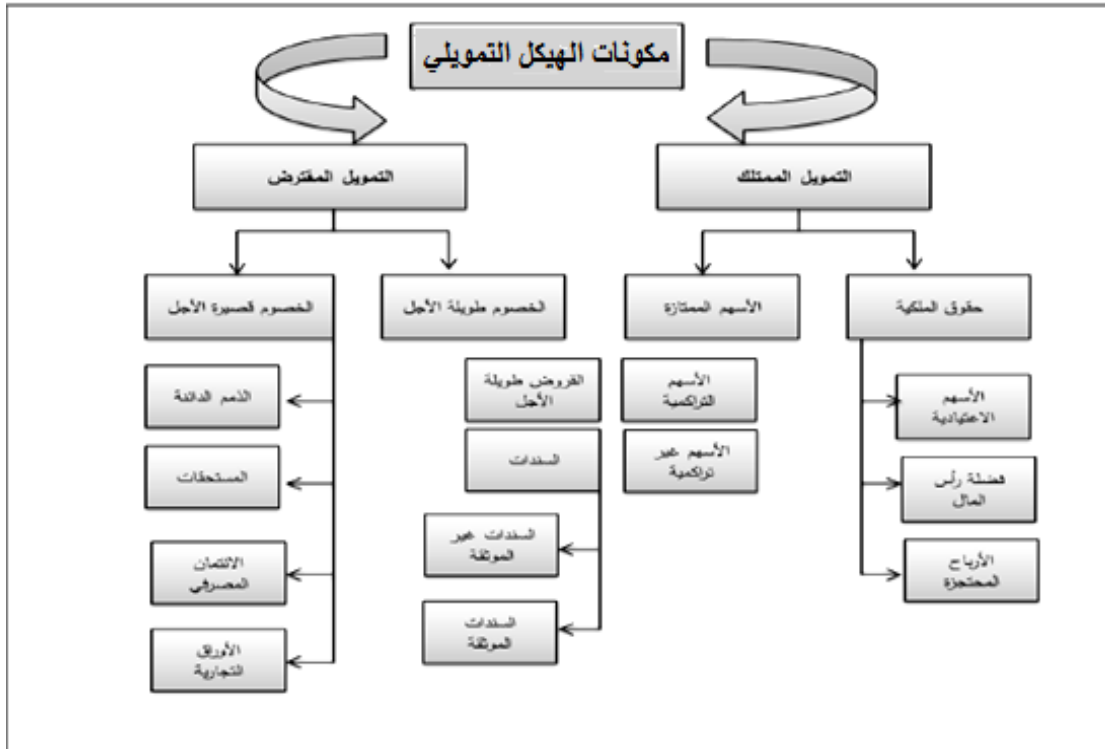 مكونات الهيكل التمويلي
التمويل الممتلك
التمويل المقترض
حقوق الملكية
الأسهم الممتازة
الخصوم طويلة الأجل
الخصوم قصيرة الأجل
الأسهم
الاعتيادية
فضلة رأس
المال
الأرباح
المحتجزة
الأسهم
التراكمية
الأسهم غير
تراكمية
القروض طويلة
الأجل
السندات
السندات غير
الموثقة
السندات
الموثقة
الذمم الدائنة
المستحقات
الائتمان
المصرفي
الأوراق
التجارية